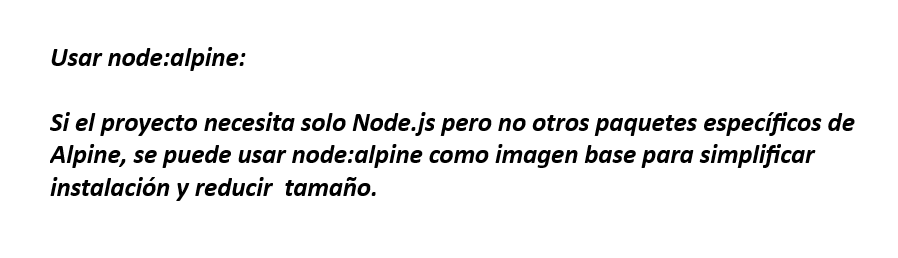 Usar node:alpine:
Si el proyecto necesita solo Node.js pero no otros paquetes específicos de
Alpine, se puede usar node:alpine como imagen base para simplificar
instalación y reducir  tamaño.